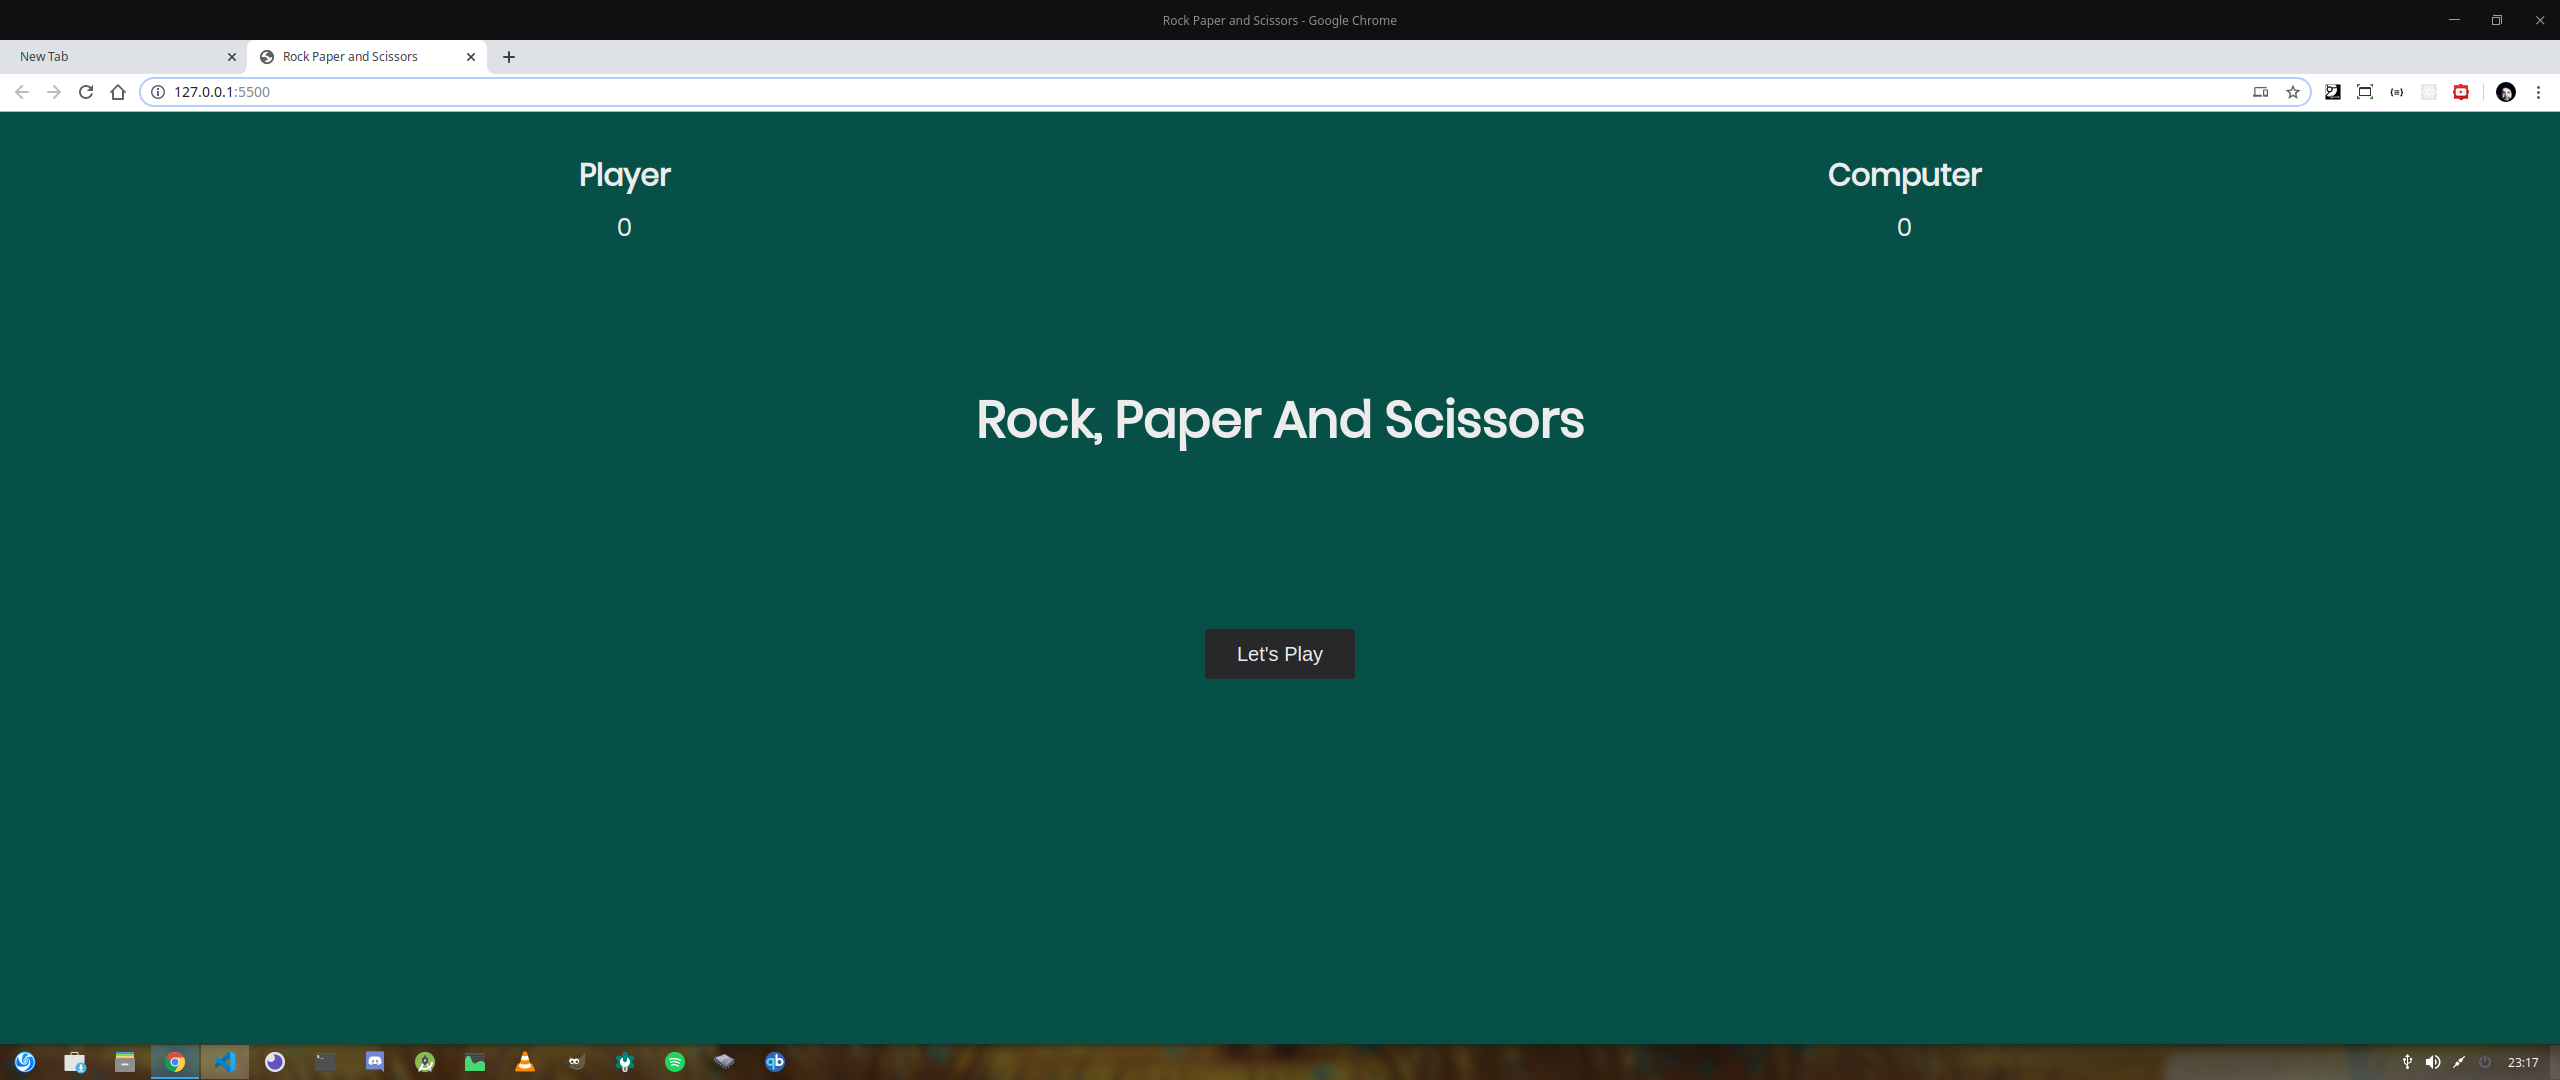 Rock Paper and Scissors - Google Chrome
New Tab
Rock Paper and Scissors
127.0.0.1:5500
Player
Computer
0
0
Rock, Paper And Scissors
Let's Play
23:17